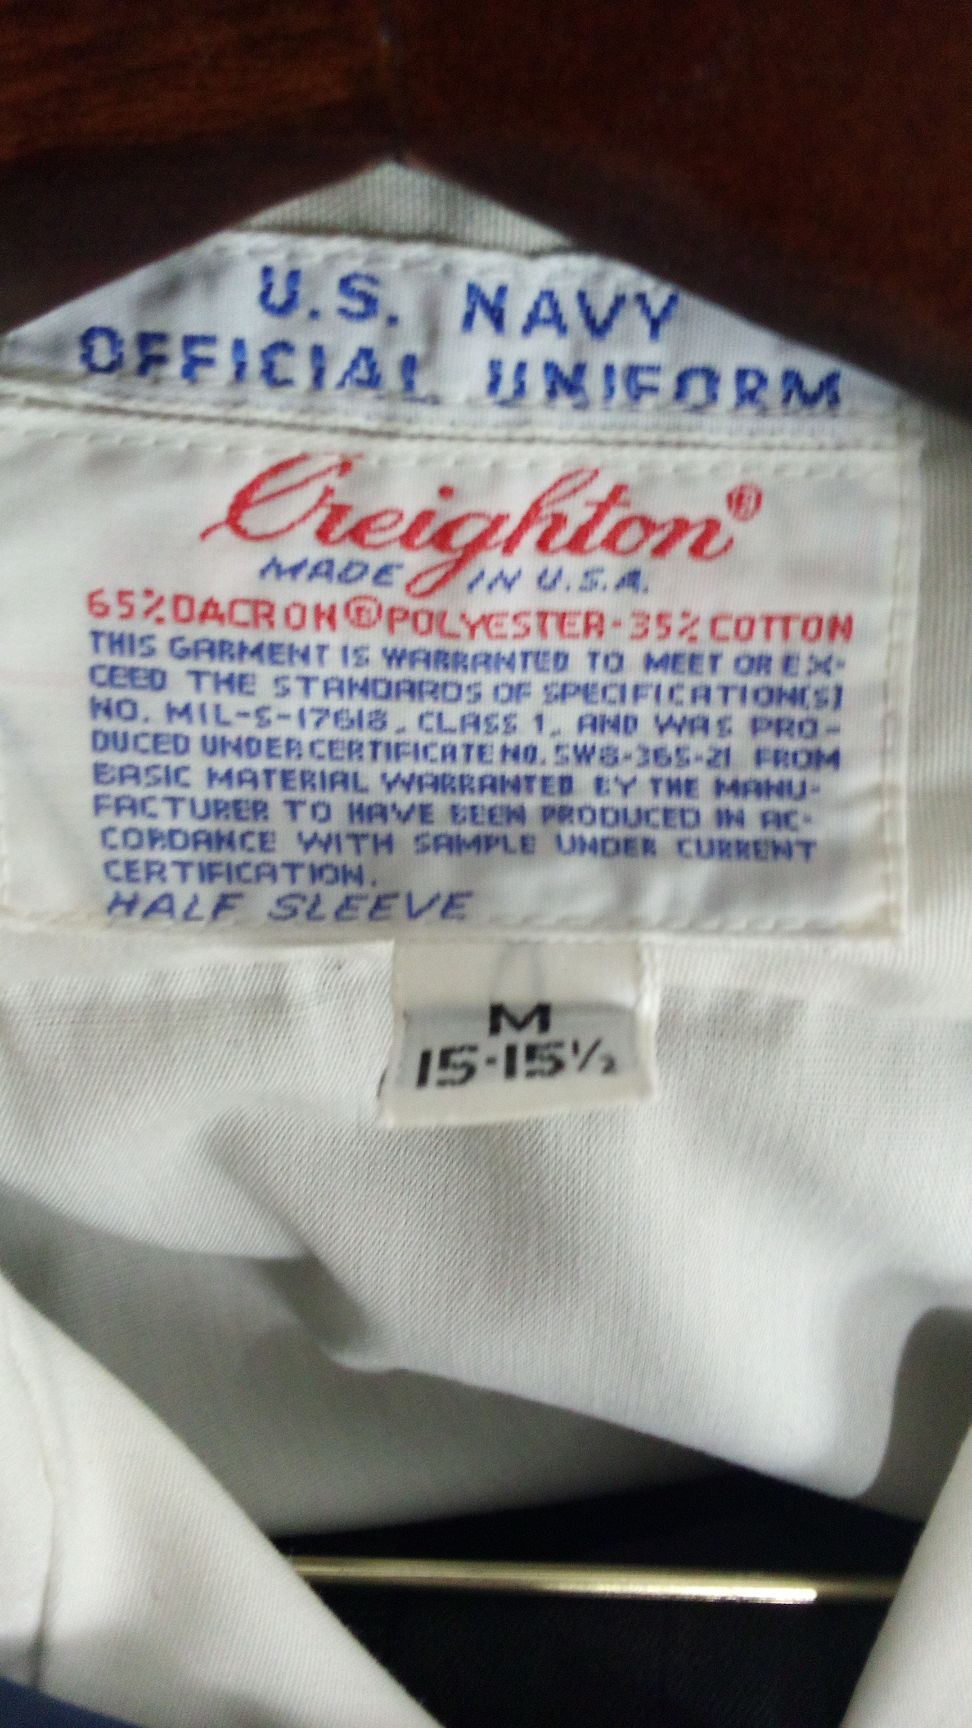 U.S. NAVY
OFFICIAL UNIFORM
Creighton®
MADE IN U.S.A.
65% DACRON® POLYESTER-35% COTTON
THIS GARMENT IS WARRANTED TO MEET OR EX-
CEED THE STANDARDS OF SPECIFICATION(S)
NO. MIL-S-17618, CLASS 1, AND WAS PRO-
DUCED UNDER CERTIFICATE NO. SW8-365-21 FROM
BASIC MATERIAL WARRANTED BY THE MANU-
FACTURER TO HAVE BEEN PRODUCED IN AC-
CORDANCE WITH SAMPLE UNDER CURRENT
CERTIFICATION.
HALF SLEEVE
M
15-15½